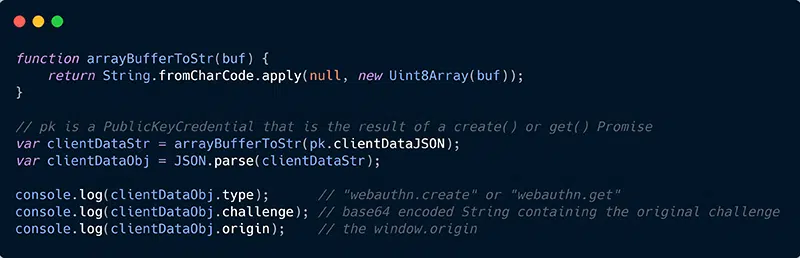 function arrayBufferToStr(buf) {
    return String.fromCharCode.apply(null, new Uint8Array(buf));
}
// pk is a PublicKeyCredential that is the result of a create() or get() Promise
var clientDataStr = arrayBufferToStr(pk.clientDataJSON);
var clientDataObj = JSON.parse(clientDataStr);
console.log(clientDataObj.type);      // "webauthn.create" or "webauthn.get"
console.log(clientDataObj.challenge); // base64 encoded String containing the original challenge
console.log(clientDataObj.origin);    // the window.origin